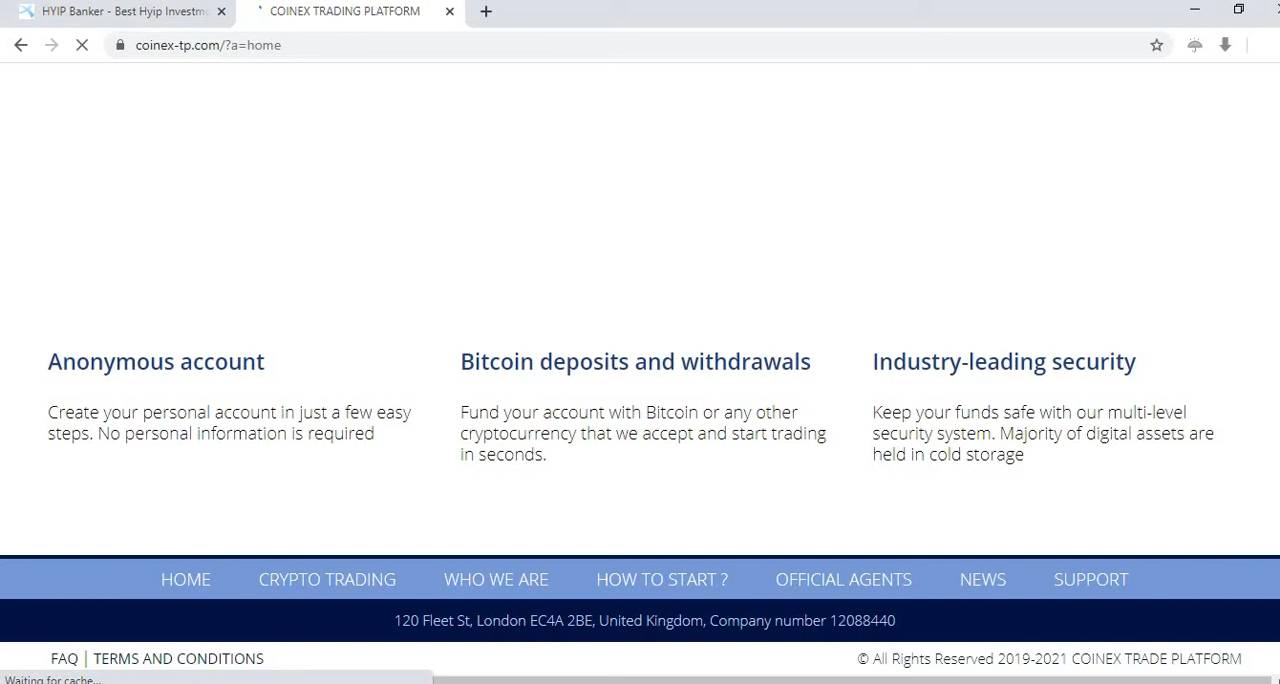 HYIP Banker - Best Hyip Investm
COINEX TRADING PLATFORM
coinex-tp.com/?a=home
Anonymous account
Create your personal account in just a few easy
steps. No personal information is required
Bitcoin deposits and withdrawals
Fund your account with Bitcoin or any other
cryptocurrency that we accept and start trading
in seconds.
Industry-leading security
Keep your funds safe with our multi-level
security system. Majority of digital assets are
held in cold storage
HOME CRYPTO TRADING WHO WE ARE HOW TO START ? OFFICIAL AGENTS NEWS SUPPORT
120 Fleet St, London EC4A 2BE, United Kingdom, Company number 12088440
FAQ | TERMS AND CONDITIONS
© All Rights Reserved 2019-2021 COINEX TRADE PLATFORM
Waiting for cache...